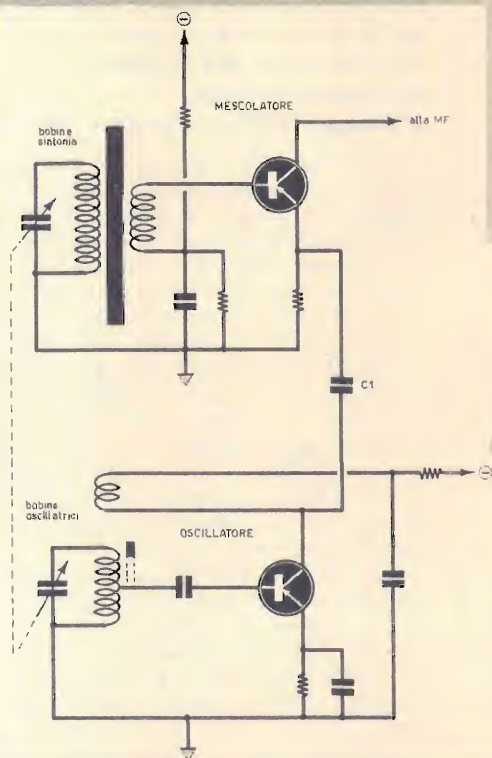 ⊖
MESCOLATORE
alla MF
bobine
sintonia
C1
⊖
bobine
oscillatrici
OSCILLATORE